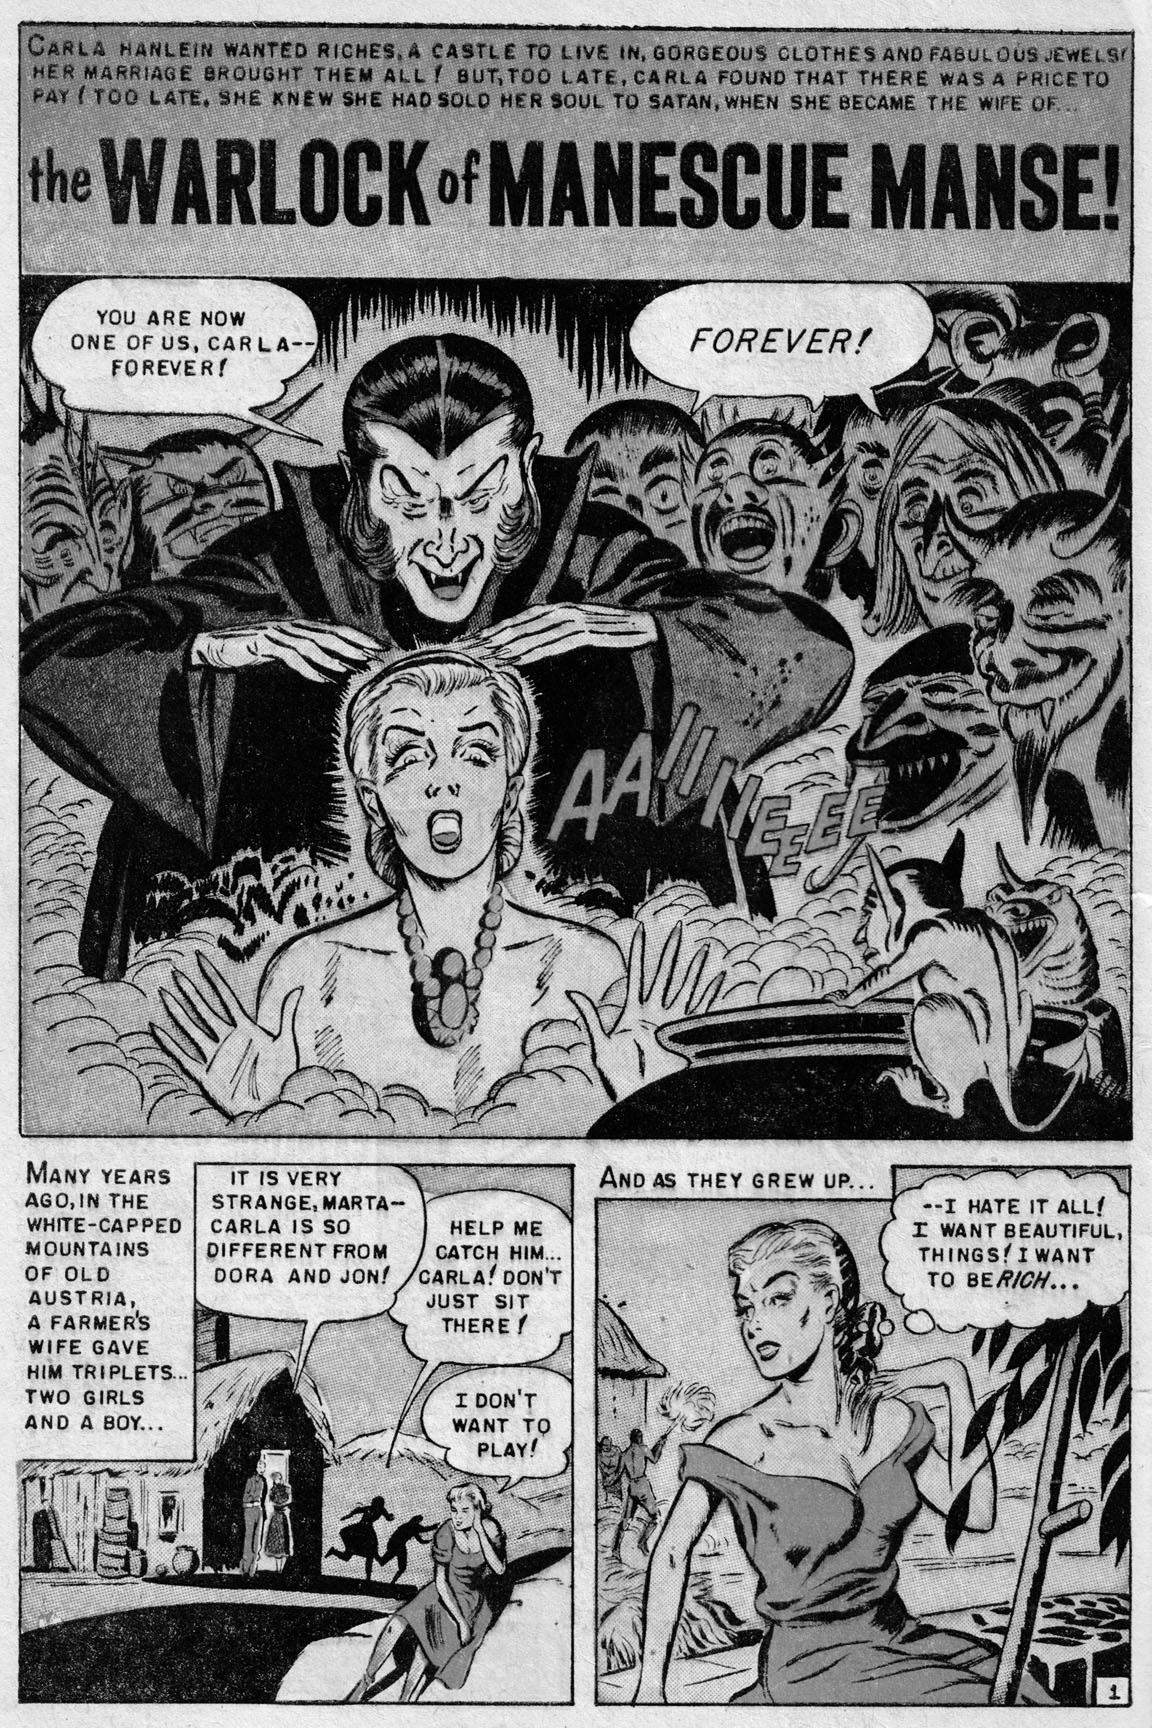 CARLA HANLEIN WANTED RICHES, A CASTLE TO LIVE IN, GORGEOUS CLOTHES AND FABULOUS JEWELS!
HER MARRIAGE BROUGHT THEM ALL! BUT, TOO LATE, CARLA FOUND THAT THERE WAS A PRICE TO
PAY! TOO LATE, SHE KNEW SHE HAD SOLD HER SOUL TO SATAN, WHEN SHE BECAME THE WIFE OF...
the WARLOCK of MANESCUE MANSE!
YOU ARE NOW
ONE OF US, CARLA--
FOREVER!
FOREVER!
AAIIIIEEEEE!
MANY YEARS
AGO, IN THE
WHITE-CAPPED
MOUNTAINS
OF OLD
AUSTRIA,
A FARMER'S
WIFE GAVE
HIM TRIPLETS...
TWO GIRLS
AND A BOY...
IT IS VERY
STRANGE, MARTA--
CARLA IS SO
DIFFERENT FROM
DORA AND JON!
HELP ME
CATCH HIM...
CARLA! DON'T
JUST SIT
THERE!
I DON'T
WANT TO
PLAY!
AND AS THEY GREW UP...
--I HATE IT ALL!
I WANT BEAUTIFUL,
THINGS! I WANT
TO BE RICH...
1